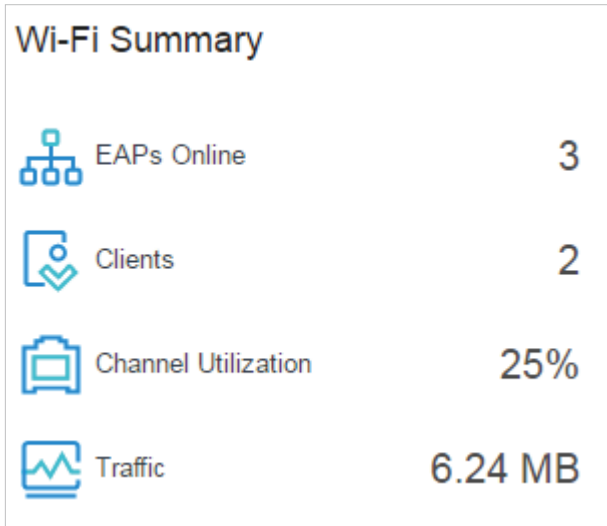 Wi-Fi Summary
EAPs Online 3
Clients 2
Channel Utilization 25%
Traffic 6.24 MB